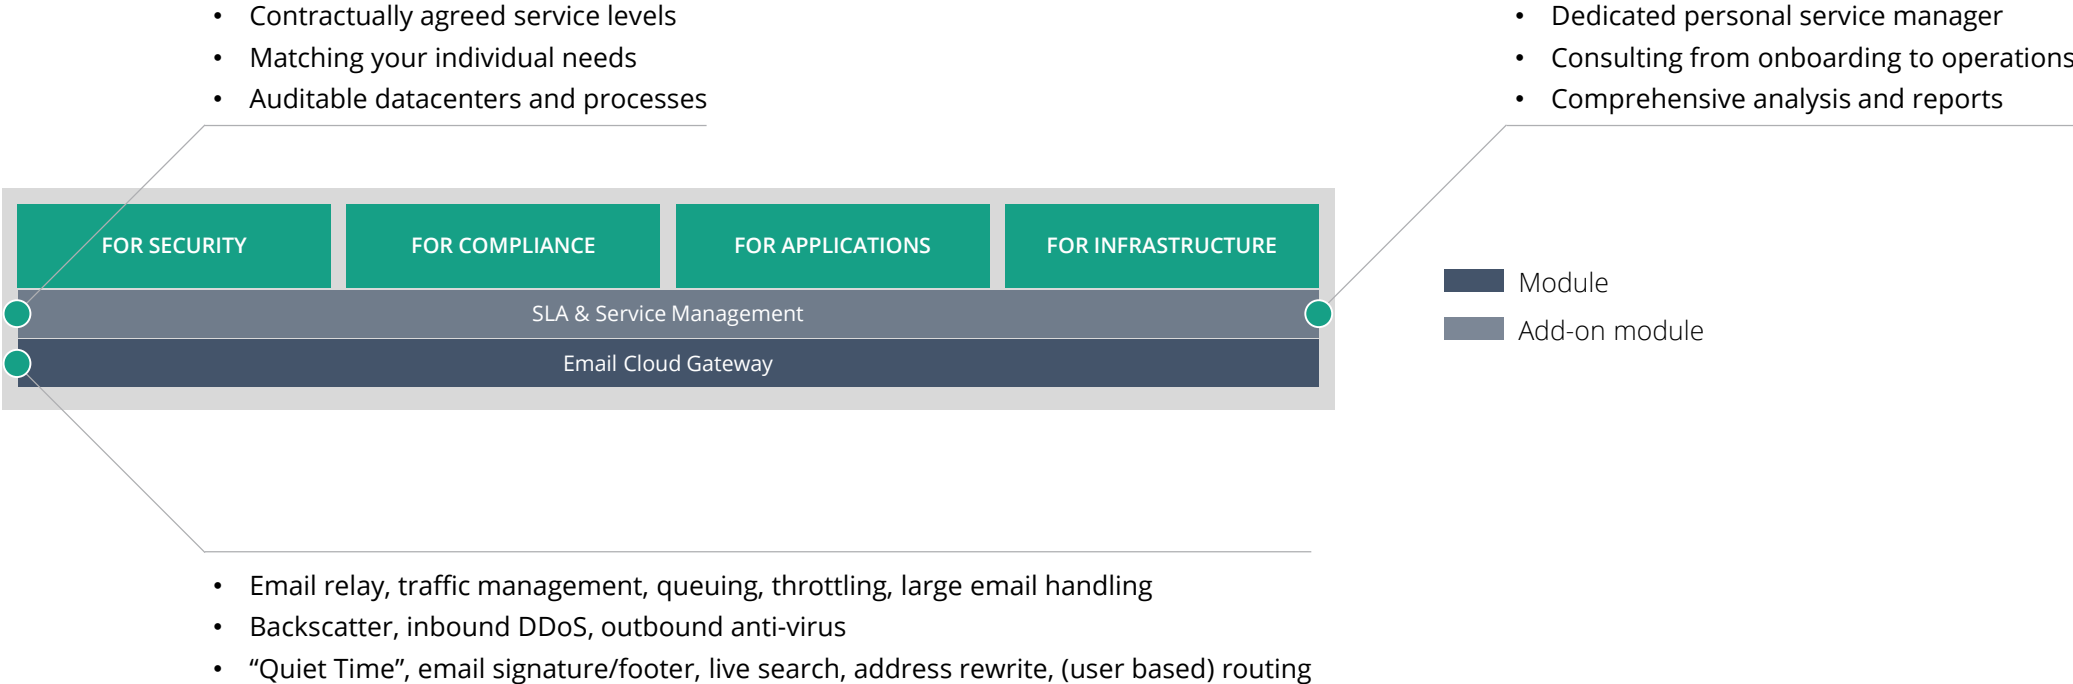 • Contractually agreed service levels
• Matching your individual needs
• Auditable datacenters and processes
• Dedicated personal service manager
• Consulting from onboarding to operations
• Comprehensive analysis and reports
FOR SECURITY
FOR COMPLIANCE
FOR APPLICATIONS
FOR INFRASTRUCTURE
SLA & Service Management
Email Cloud Gateway
Module
Add-on module
• Email relay, traffic management, queuing, throttling, large email handling
• Backscatter, inbound DDoS, outbound anti-virus
• “Quiet Time”, email signature/footer, live search, address rewrite, (user based) routing